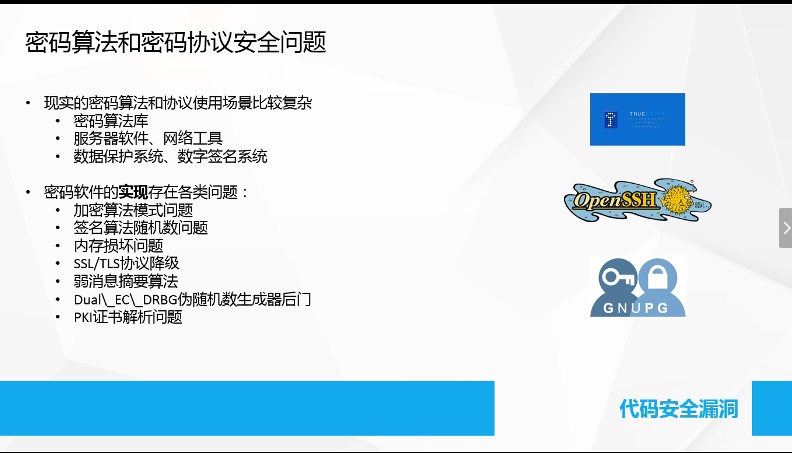 密码算法和密码协议安全问题
• 现实的密码算法和协议使用场景比较复杂
• 密码算法库
• 服务器软件、网络工具
• 数据保护系统、数字签名系统
• 密码软件的实现存在各类问题：
• 加密算法模式问题
• 签名算法随机数问题
• 内存损坏问题
• SSL/TLS协议降级
• 弱消息摘要算法
• Dual\_EC\_DRBG伪随机数生成器后门
• PKI证书解析问题
OpenSSH
GNUPG
代码安全漏洞